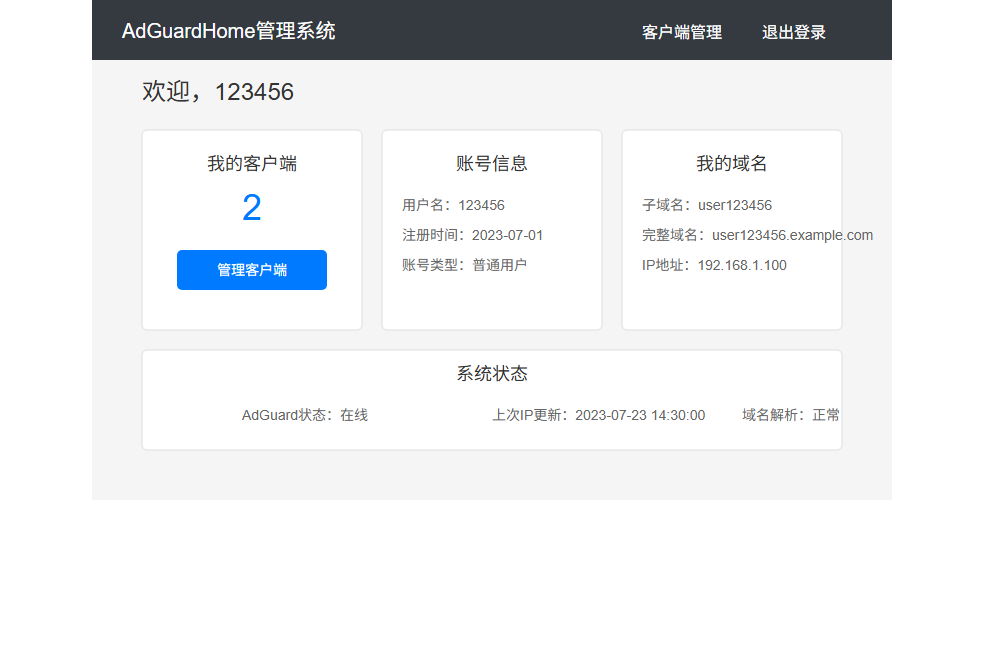 AdGuardHome管理系统
客户端管理
退出登录
欢迎，123456
我的客户端
2
管理客户端
账号信息
用户名：123456
注册时间：2023-07-01
账号类型：普通用户
我的域名
子域名：user123456
完整域名：user123456.example.com
IP地址：192.168.1.100
系统状态
AdGuard状态：在线
上次IP更新：2023-07-23 14:30:00
域名解析：正常